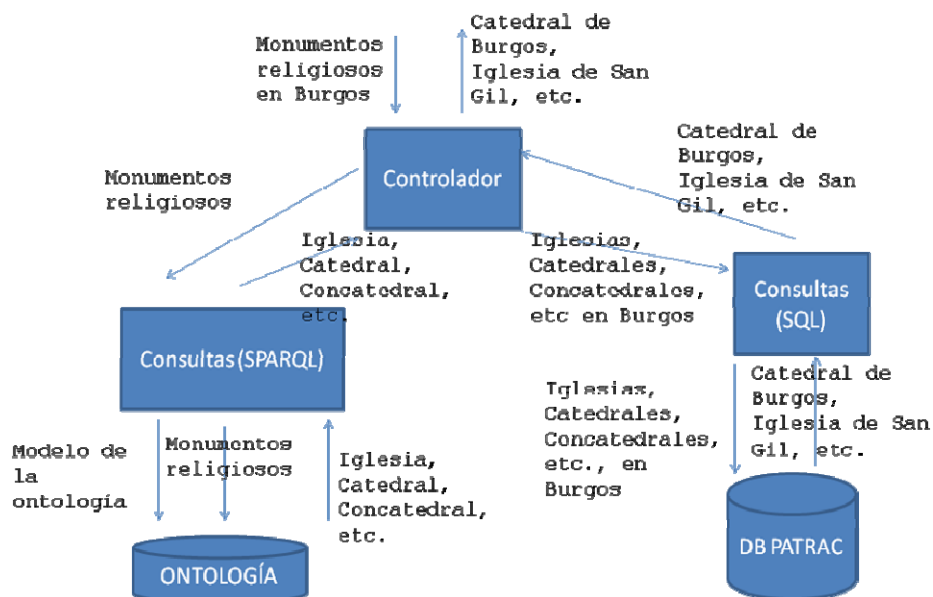 Monumentos
religiosos
en Burgos
Catedral de
Burgos,
Iglesia de San
Gil, etc.
Controlador
Catedral de
Burgos,
Iglesia de San
Gil, etc.
Monumentos
religiosos
Iglesia,
Catedral,
Concatedral,
etc.
Iglesias,
Catedrales,
Concatedrales,
etc en Burgos
Consultas
(SQL)
Consultas (SPARQL)
Modelo de
la
ontología
Monumentos
religiosos
Iglesia,
Catedral,
Concatedral,
etc.
Iglesias,
Catedrales,
Concatedrales,
etc., en
Burgos
Catedral de
Burgos,
Iglesia de San
Gil, etc.
ONTOLOGÍA
DB PATRAC